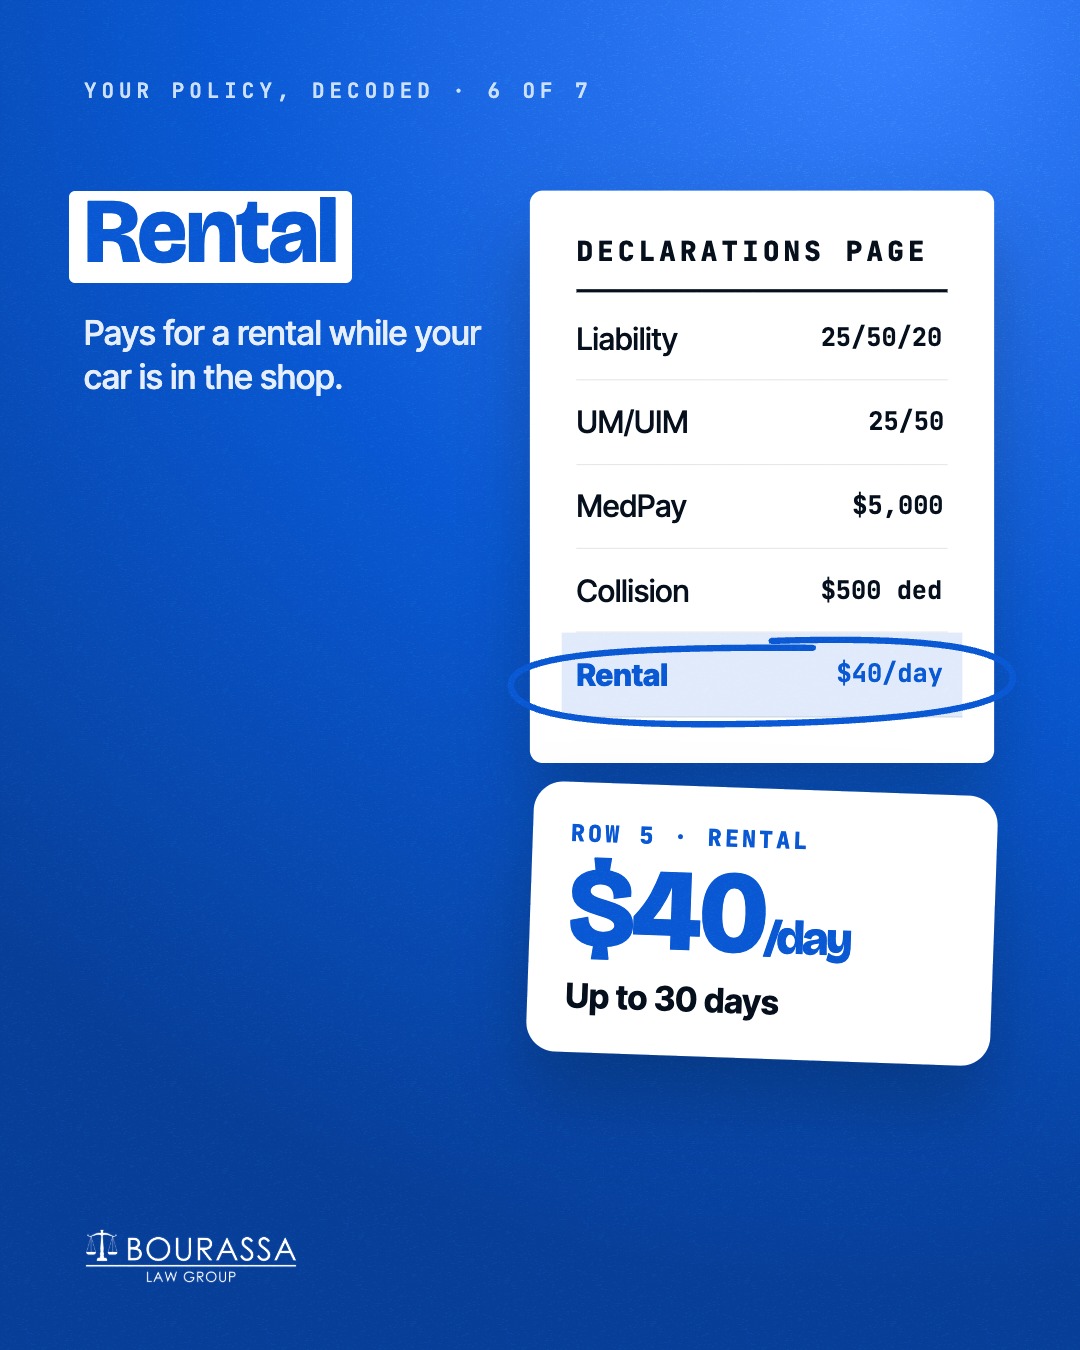 YOUR POLICY, DECODED · 6 OF 7
Rental
Pays for a rental while your
car is in the shop.
DECLARATIONS PAGE
Liability 25/50/20
UM/UIM 25/50
MedPay $5,000
Collision $500 ded
Rental $40/day
ROW 5 · RENTAL
$40/day
Up to 30 days
BOURASSA
LAW GROUP